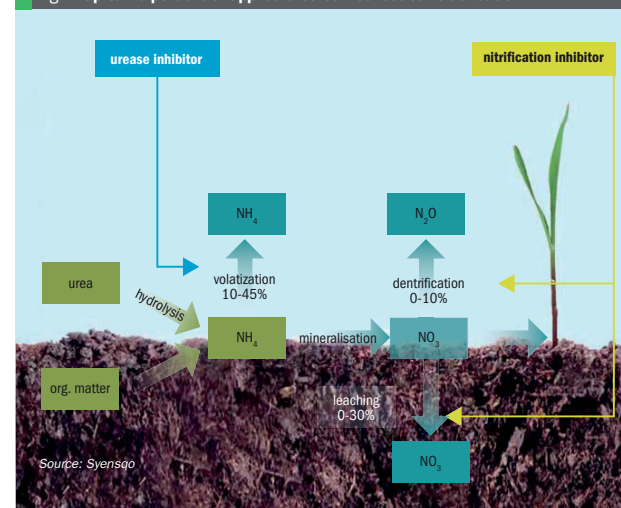 urease inhibitor
nitrification inhibitor
NH₄
N₂O
urea
hydrolysis
volatization
10-45%
dentrification
0-10%
NH₄
mineralisation
NO₃
org. matter
leaching
0-30%
NO₃
Source: Syensqo